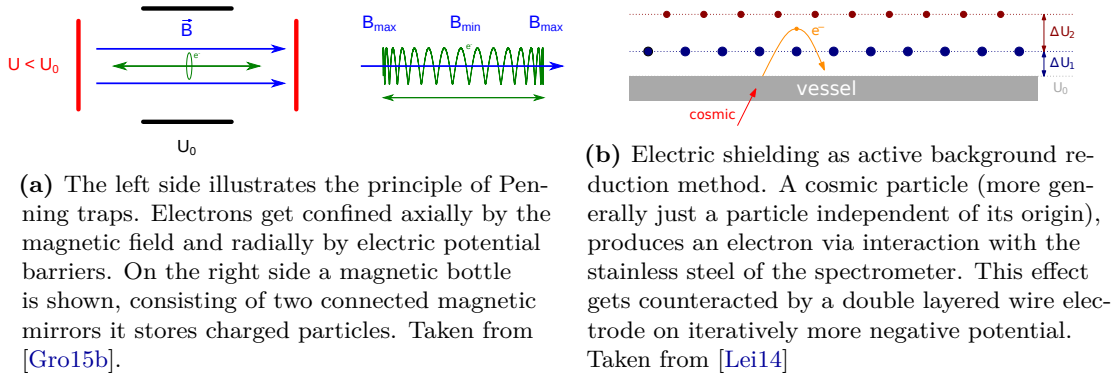 B⃗
e⁻
U < U₀
U₀
Bmax
Bmin
Bmax
e⁻
e⁻
ΔU₂
ΔU₁
U₀
vessel
cosmic
(a) The left side illustrates the principle of Pen-
ning traps. Electrons get confined axially by the
magnetic field and radially by electric potential
barriers. On the right side a magnetic bottle
is shown, consisting of two connected magnetic
mirrors it stores charged particles. Taken from
[Gro15b].
(b) Electric shielding as active background re-
duction method. A cosmic particle (more gen-
erally just a particle independent of its origin),
produces an electron via interaction with the
stainless steel of the spectrometer. This effect
gets counteracted by a double layered wire elec-
trode on iteratively more negative potential.
Taken from [Lei14]